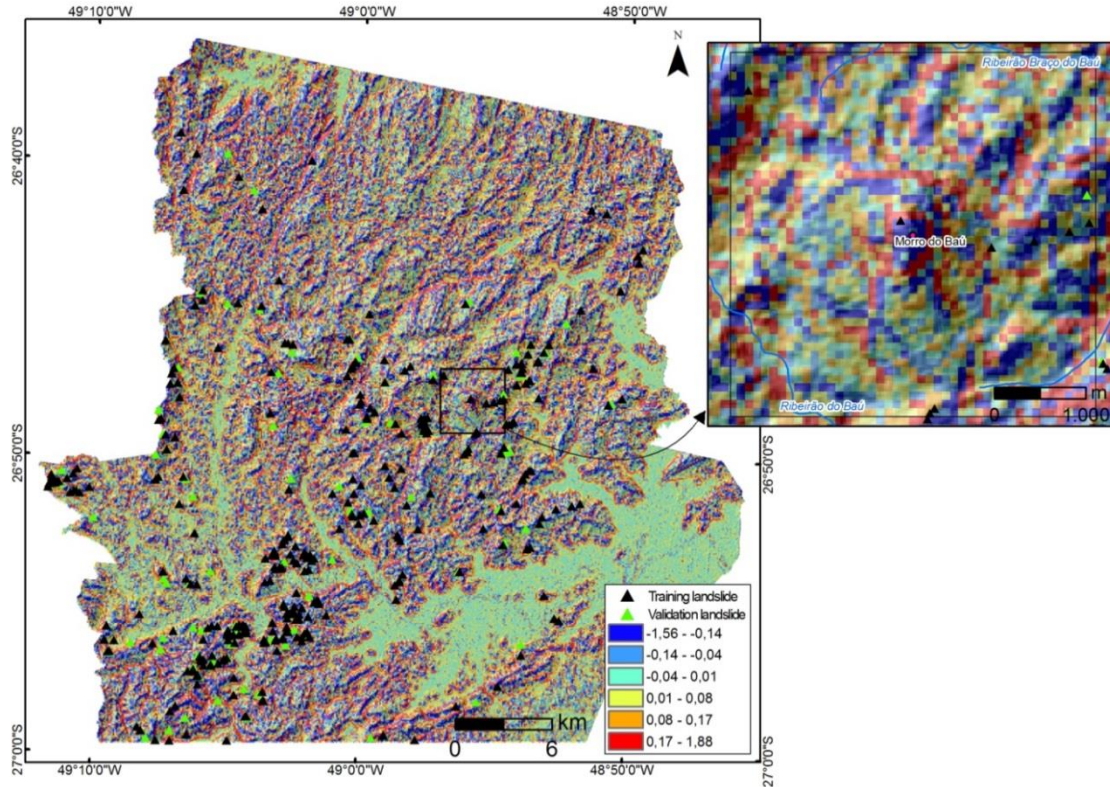 49°10'0"W
49°0'0"W
48°50'0"W
N
26°40'0"S
26°50'0"S
27°0'0"S
Ribeirão Braço do Baú
Morro do Baú
Ribeirão do Baú
m
0
1.000
26°50'0"S
Training landslide
Validation landslide
-1,56 - -0,14
-0,14 - -0,04
-0,04 - 0,01
0,01 - 0,08
0,08 - 0,17
0,17 - 1,88
km
0
6
27°0'0"S
49°10'0"W
49°0'0"W
48°50'0"W